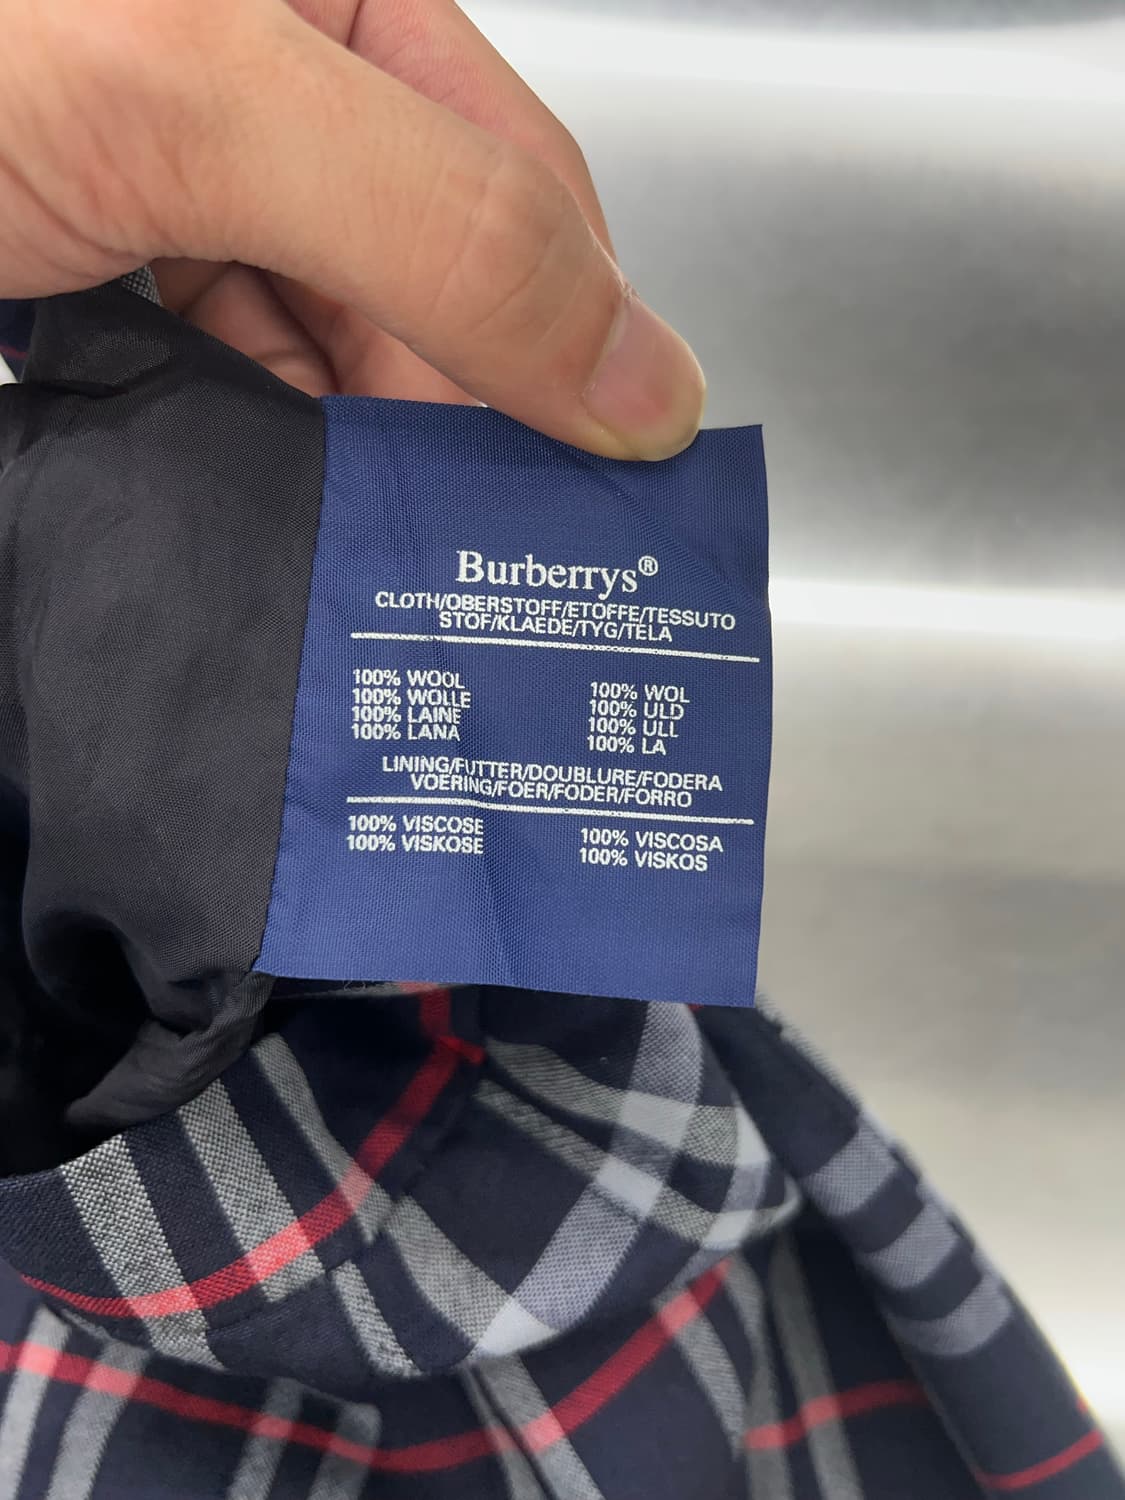 Burberrys®
CLOTH/OBERSTOFF/ETOFFE/TESSUTO
STOF/KLAEDE/TYG/TELA
100% WOOL
100% WOLLE
100% LAINE
100% LANA
100% WOL
100% ULD
100% ULL
100% LA
LINING/FUTTER/DOUBLURE/FODERA
VOERING/FOER/FODER/FORRO
100% VISCOSE
100% VISKOSE
100% VISCOSA
100% VISKOS